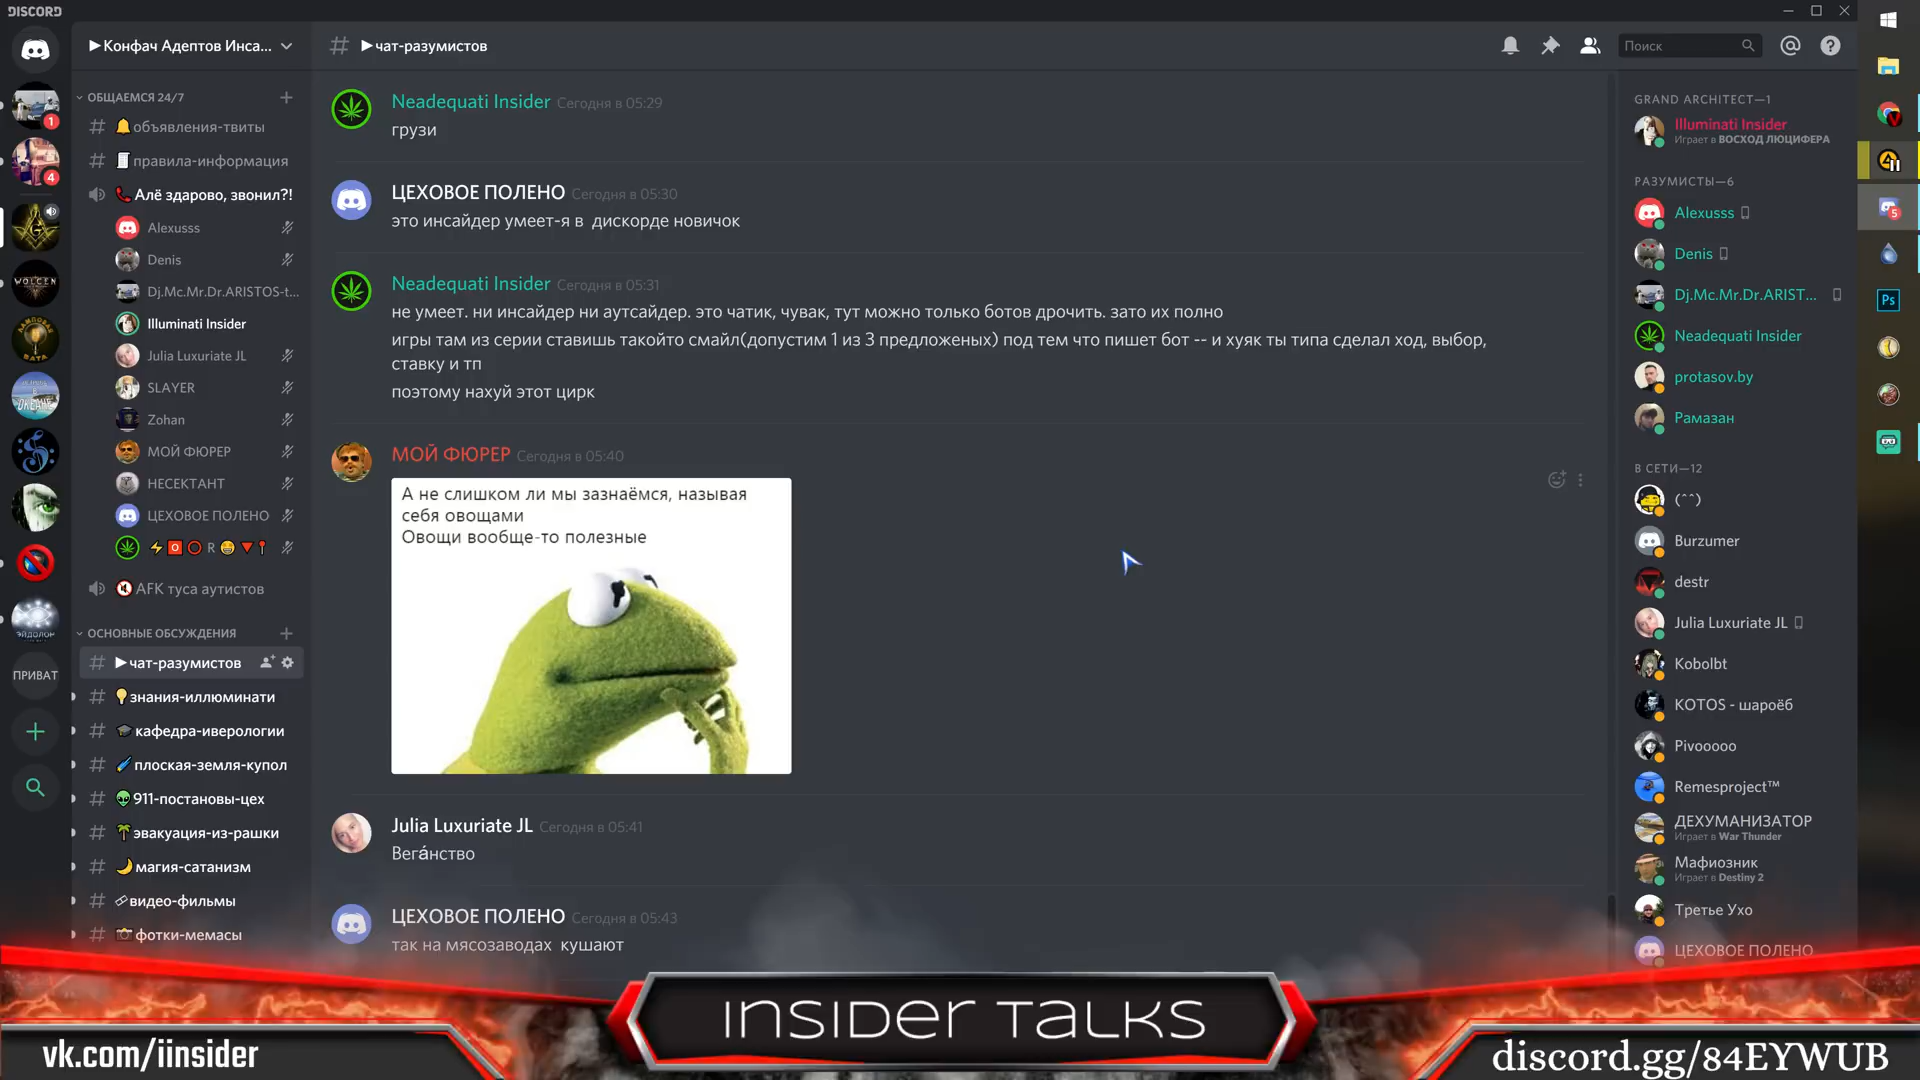 DISCORD
▶Конфач Адептов Инса...
ОБЩАЕМСЯ 24/7
🔔объявления-твиты
правила-информация
📞Алё здарово, звонил?!
Alexusss
Denis
Dj.Mc.Mr.Dr.ARISTOS-t...
Illuminati Insider
Julia Luxuriate JL
SLAYER
Zohan
МОЙ ФЮРЕР
НЕСЕКТАНТ
ЦЕХОВОЕ ПОЛЕНО
⚡🅾⭕R😁🔻📍
AFK туса аутистов
ОСНОВНЫЕ ОБСУЖДЕНИЯ
▶чат-разумистов
💡знания-иллюминати
🎓кафедра-иверологии
плоская-земля-купол
👽911-постановы-цех
🌴эвакуация-из-рашки
🌙магия-сатанизм
видео-фильмы
📷фотки-мемасы
1
4
WOLCEN
ЛАМПОВАЯ
ВАТА
ОКЕАНЕ
ЭЙДОЛОН
ПРИВАТ
# ▶чат-разумистов
Поиск
Neadequati Insider Сегодня в 05:29
грузи
ЦЕХОВОЕ ПОЛЕНО Сегодня в 05:30
это инсайдер умеет-я в дискорде новичок
Neadequati Insider Сегодня в 05:31
не умеет. ни инсайдер ни аутсайдер. это чатик, чувак, тут можно только ботов дрочить. зато их полно
игры там из серии ставишь такойто смайл(допустим 1 из 3 предложеных) под тем что пишет бот -- и хуяк ты типа сделал ход, выбор,
ставку и тп
поэтому нахуй этот цирк
МОЙ ФЮРЕР Сегодня в 05:40
А не слишком ли мы зазнаёмся, называя
себя овощами
Овощи вообще-то полезные
Julia Luxuriate JL Сегодня в 05:41
Вега́нство
ЦЕХОВОЕ ПОЛЕНО Сегодня в 05:43
так на мясозаводах кушают
GRAND ARCHITECT—1
Illuminati Insider
Играет в ВОСХОД ЛЮЦИФЕРА
РАЗУМИСТЫ—6
Alexusss
Denis
Dj.Mc.Mr.Dr.ARIST...
Neadequati Insider
protasov.by
Рамазан
В СЕТИ—12
(^^)
Burzumer
destr
Julia Luxuriate JL
Kobolbt
KOTOS - шароёб
Pivooooo
Remesproject™
ДЕХУМАНИЗАТОР
Играет в War Thunder
Мафиозник
Играет в Destiny 2
Третье Ухо
ЦЕХОВОЕ ПОЛЕНО
5
Ps
INSIDER TALKS
vk.com/iinsider
discord.gg/84EYWUB